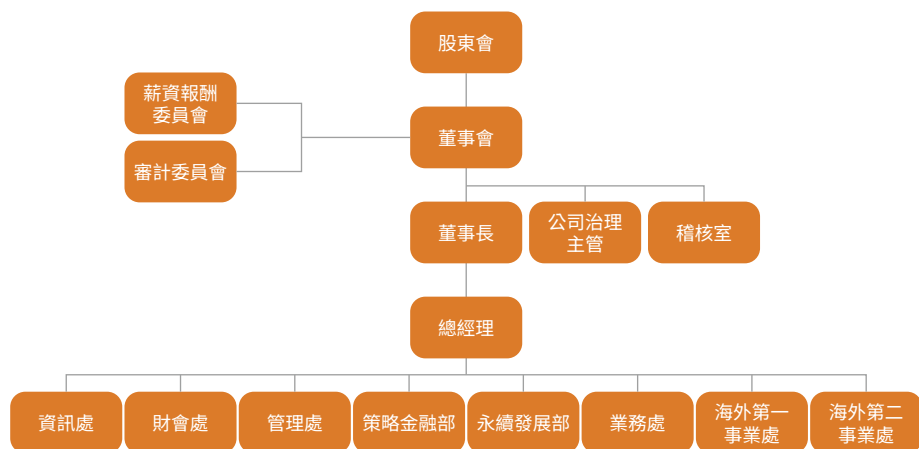 股東會
薪資報酬
委員會
董事會
審計委員會
董事長
公司治理
主管
稽核室
總經理
資訊處
財會處
管理處
策略金融部
永續發展部
業務處
海外第一
事業處
海外第二
事業處